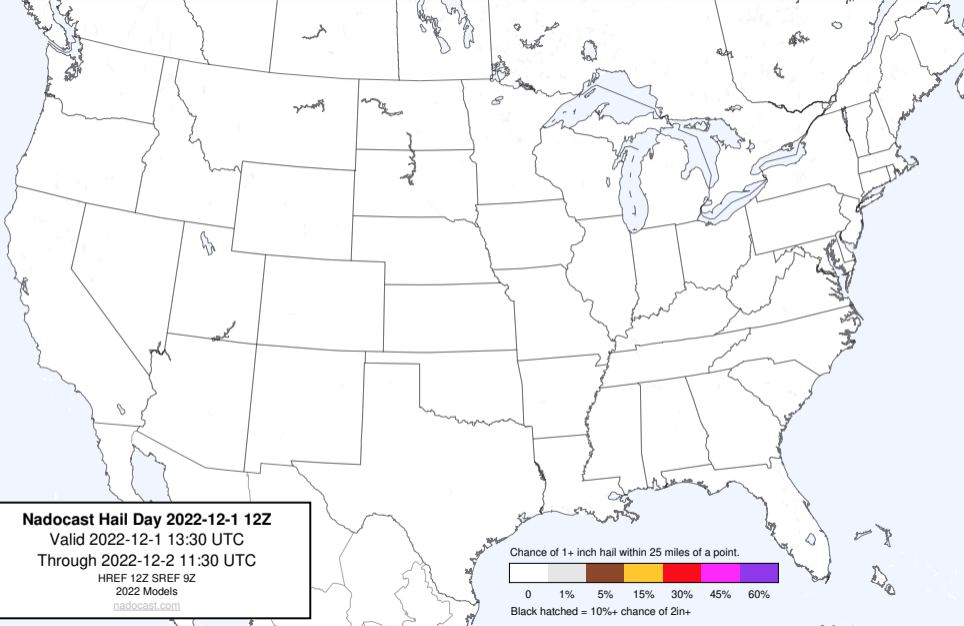 Nadocast Hail Day 2022-12-1 12Z
Valid 2022-12-1 13:30 UTC
Through 2022-12-2 11:30 UTC
HREF 12Z SREF 9Z
2022 Models
nadocast.com
Chance of 1+ inch hail within 25 miles of a point.
0 1% 5% 15% 30% 45% 60%
Black hatched = 10%+ chance of 2in+